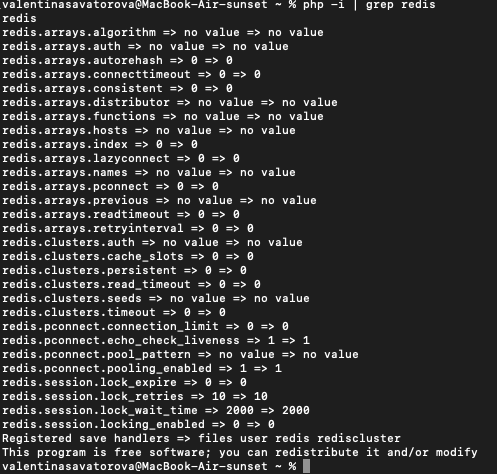 valentinasavatorova@MacBook-Air-sunset ~ % php -i | grep redis
redis
redis.arrays.algorithm => no value => no value
redis.arrays.auth => no value => no value
redis.arrays.autorehash => 0 => 0
redis.arrays.connecttimeout => 0 => 0
redis.arrays.consistent => 0 => 0
redis.arrays.distributor => no value => no value
redis.arrays.functions => no value => no value
redis.arrays.hosts => no value => no value
redis.arrays.index => 0 => 0
redis.arrays.lazyconnect => 0 => 0
redis.arrays.names => no value => no value
redis.arrays.pconnect => 0 => 0
redis.arrays.previous => no value => no value
redis.arrays.readtimeout => 0 => 0
redis.arrays.retryinterval => 0 => 0
redis.clusters.auth => no value => no value
redis.clusters.cache_slots => 0 => 0
redis.clusters.persistent => 0 => 0
redis.clusters.read_timeout => 0 => 0
redis.clusters.seeds => no value => no value
redis.clusters.timeout => 0 => 0
redis.pconnect.connection_limit => 0 => 0
redis.pconnect.echo_check_liveness => 1 => 1
redis.pconnect.pool_pattern => no value => no value
redis.pconnect.pooling_enabled => 1 => 1
redis.session.lock_expire => 0 => 0
redis.session.lock_retries => 10 => 10
redis.session.lock_wait_time => 2000 => 2000
redis.session.locking_enabled => 0 => 0
Registered save handlers => files user redis rediscluster
This program is free software; you can redistribute it and/or modify
valentinasavatorova@MacBook-Air-sunset ~ %